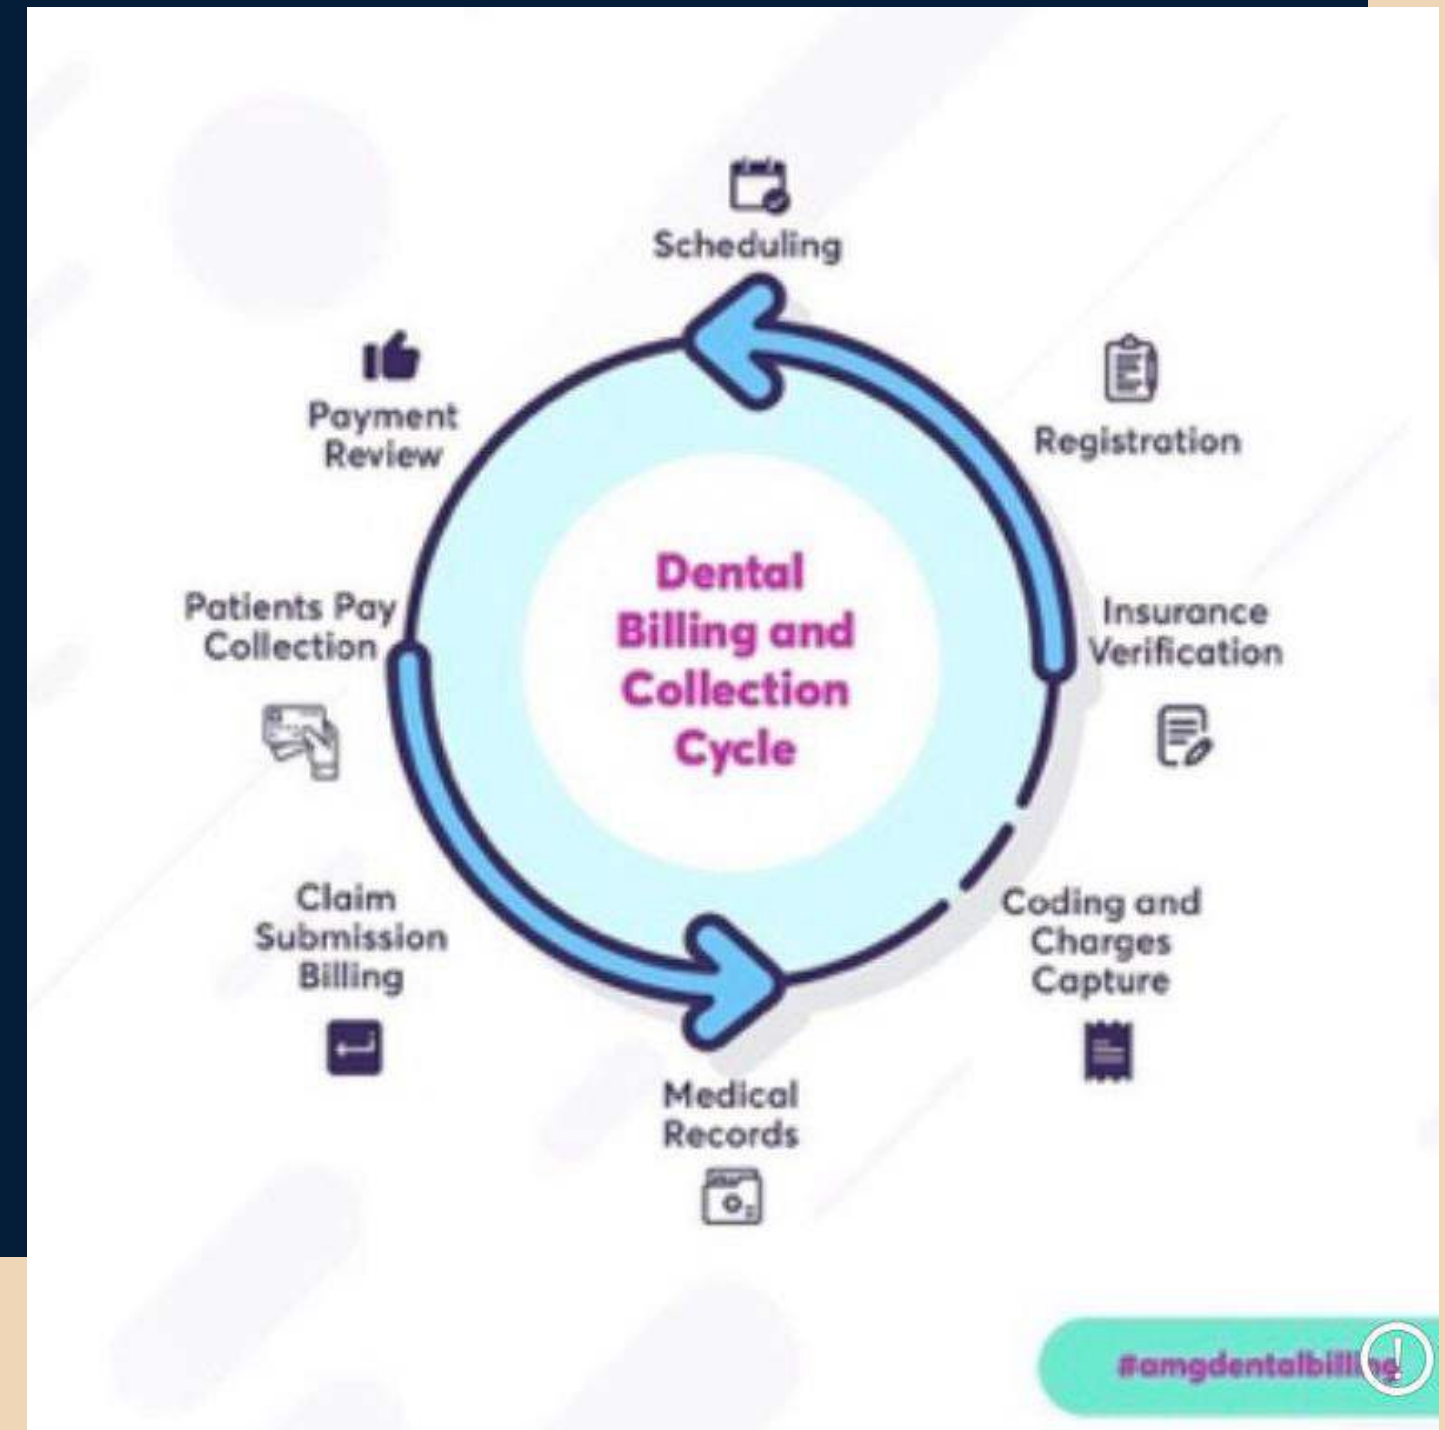 Scheduling
Payment
Review
Registration
Patients Pay
Collection
Dental
Billing and
Collection
Cycle
Insurance
Verification
Claim
Submission
Billing
Coding and
Charges
Capture
Medical
Records
#amgdentalbilling